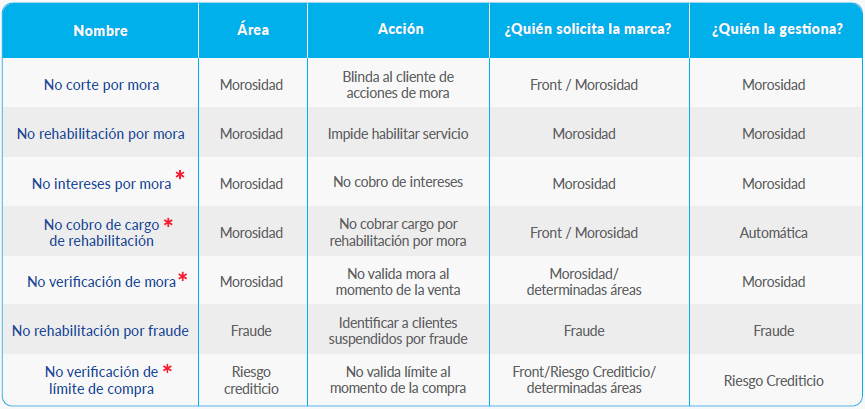 Nombre Área Acción ¿Quién solicita la marca? ¿Quién la gestiona?
No corte por mora Morosidad Blinda al cliente de acciones de mora Front / Morosidad Morosidad
No rehabilitación por mora Morosidad Impide habilitar servicio Morosidad Morosidad
No intereses por mora * Morosidad No cobro de intereses Morosidad Morosidad
No cobro de cargo * de rehabilitación Morosidad No cobrar cargo por rehabilitación por mora Front / Morosidad Automática
No verificación de mora * Morosidad No valida mora al momento de la venta Morosidad/ determinadas áreas Morosidad
No rehabilitación por fraude Fraude Identificar a clientes suspendidos por fraude Fraude Fraude
No verificación de * límite de compra Riesgo crediticio No valida límite al momento de la compra Front/Riesgo Crediticio/ determinadas áreas Riesgo Crediticio